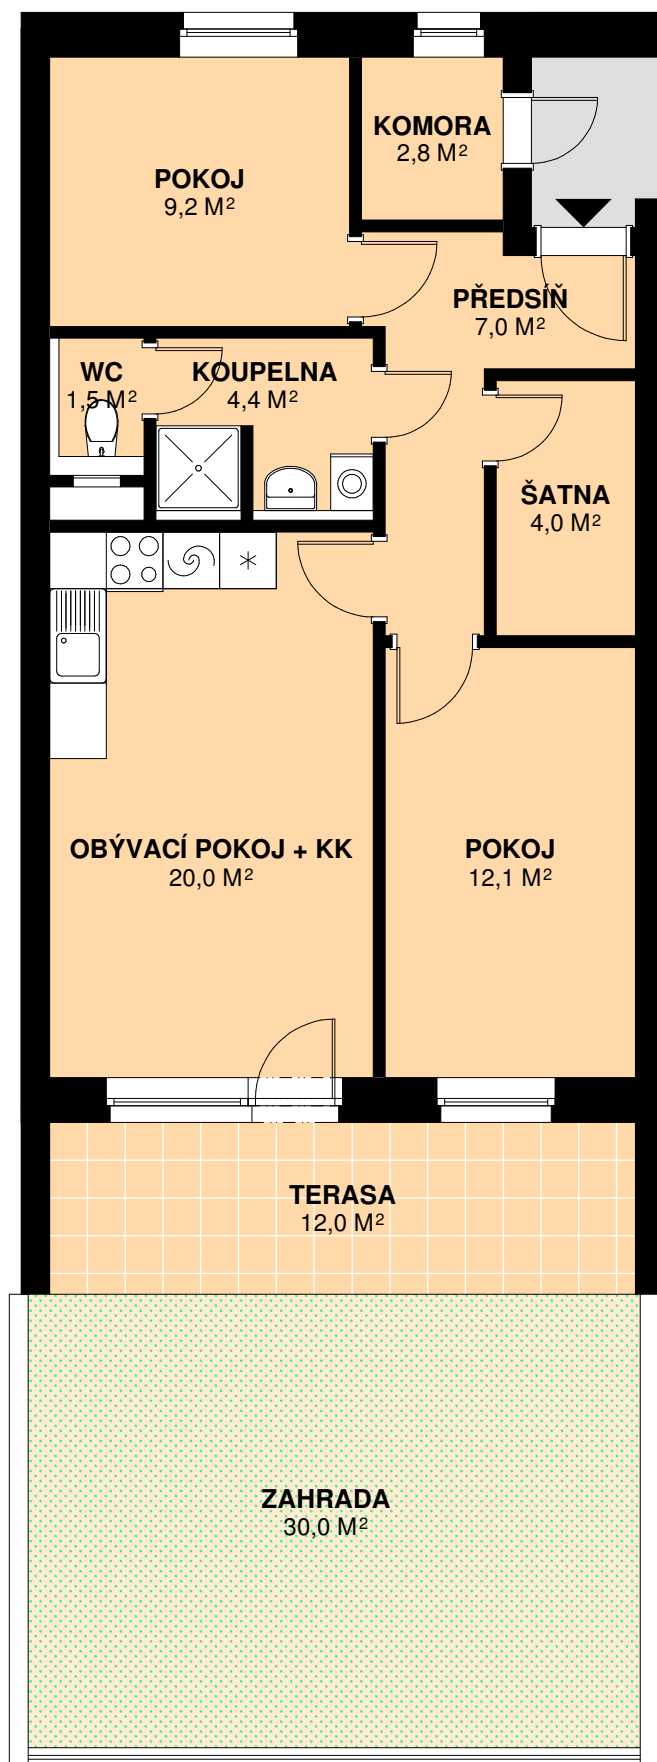 KOMORA
2,8 M²
POKOJ
9,2 M²
PŘEDSÍŇ
7,0 M²
WC
1,5 M²
KOUPELNA
4,4 M²
ŠATNA
4,0 M²
OBÝVACÍ POKOJ + KK
20,0 M²
POKOJ
12,1 M²
TERASA
12,0 M²
ZAHRADA
30,0 M²